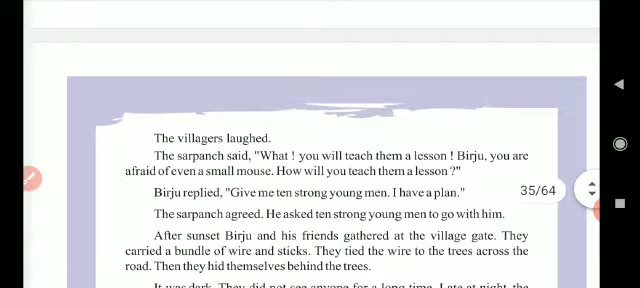 The villagers laughed.
The sarpanch said, "What ! you will teach them a lesson ! Birju, you are
afraid of even a small mouse. How will you teach them a lesson ?"
Birju replied, "Give me ten strong young men. I have a plan."
35/64
The sarpanch agreed. He asked ten strong young men to go with him.
After sunset Birju and his friends gathered at the village gate. They
carried a bundle of wire and sticks. They tied the wire to the trees across the
road. Then they hid themselves behind the trees.
It was dark. They did not see anyone for a long time. Late at night, the